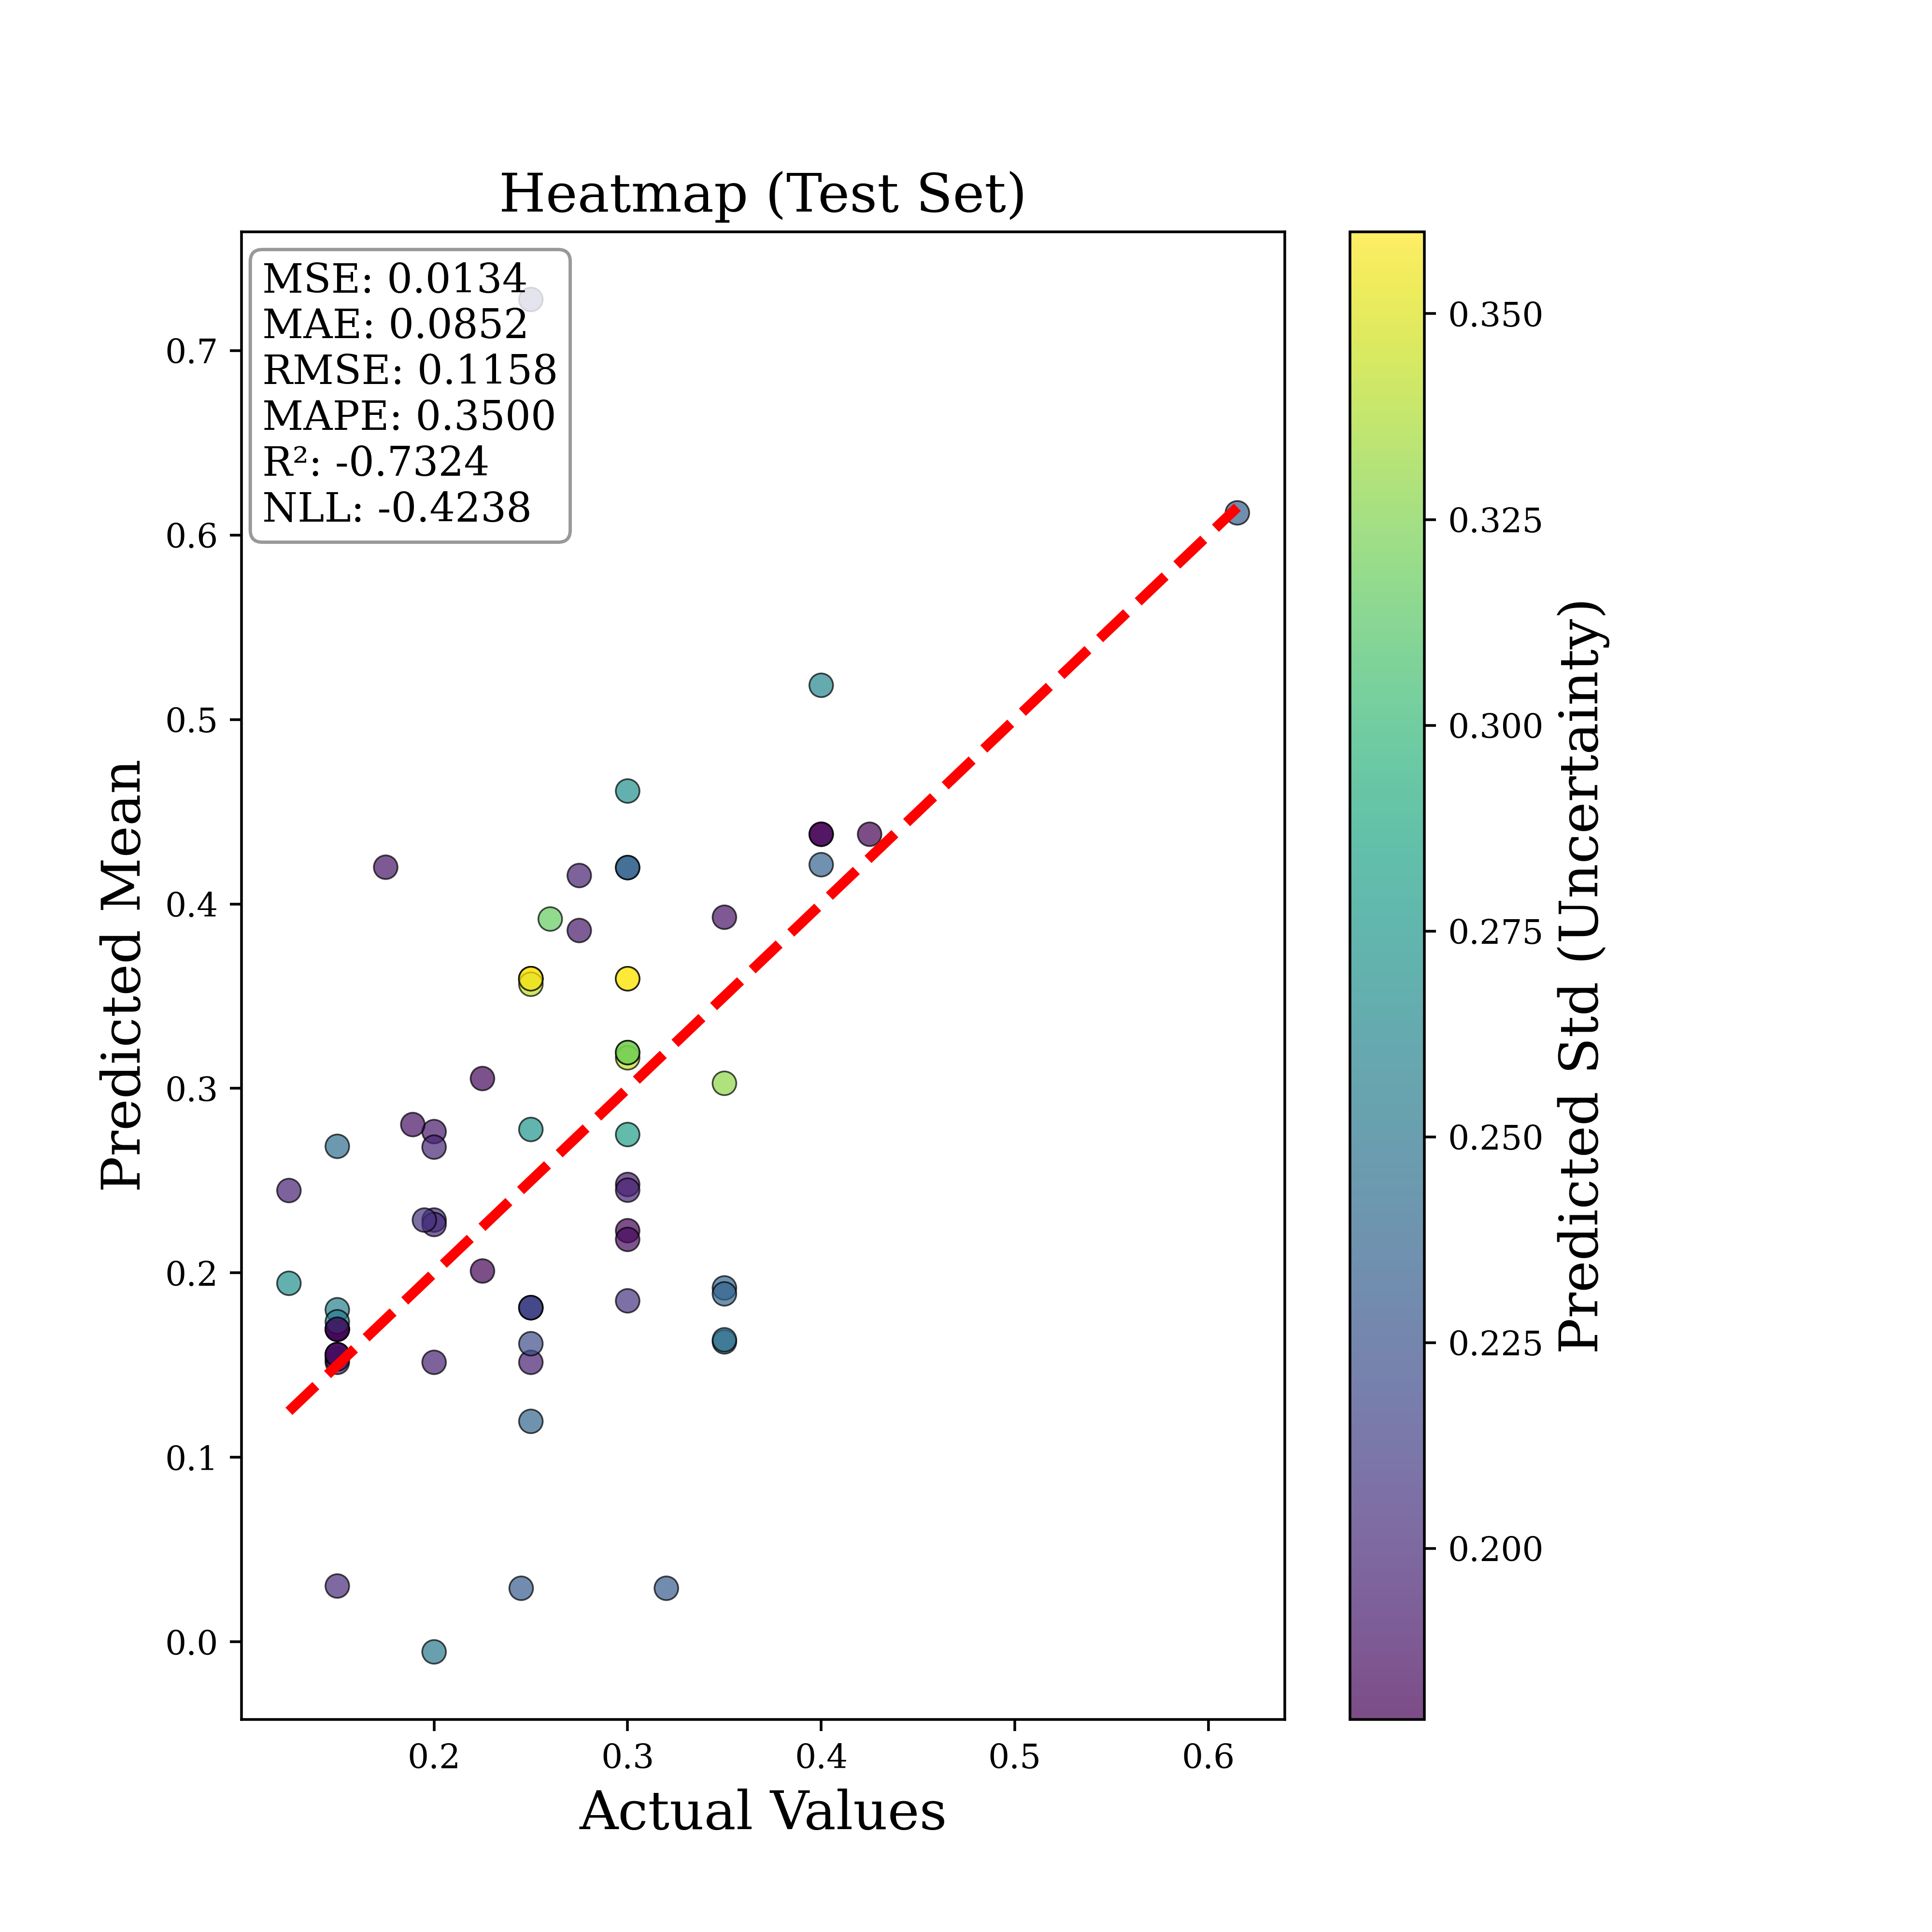 Heatmap (Test Set)
MSE: 0.0134
MAE: 0.0852
RMSE: 0.1158
MAPE: 0.3500
R²: -0.7324
NLL: -0.4238
Predicted Mean
0.7
0.6
0.5
0.4
0.3
0.2
0.1
0.0
0.2 0.3 0.4 0.5 0.6
Actual Values
0.350
0.325
0.300
0.275
0.250
0.225
0.200
Predicted Std (Uncertainty)